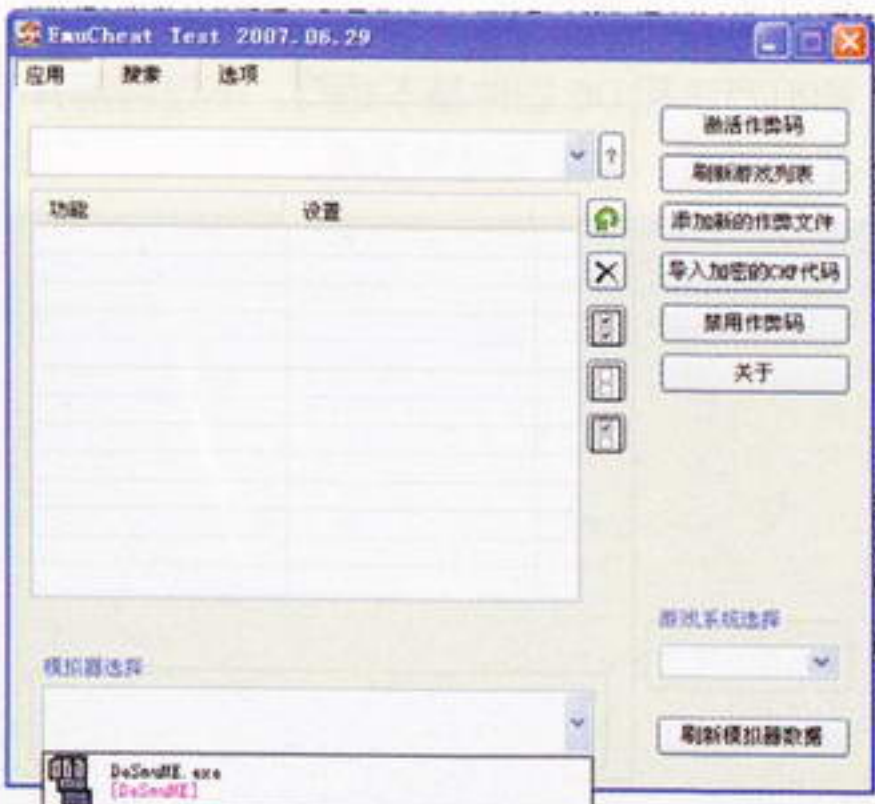 EmuCheat Test 2007.06.29
应用 搜索 选项
?
激活作弊码
刷新游戏列表
功能 设置
添加新的作弊文件
导入加密的CHF代码
禁用作弊码
关于
游戏系统选择
模拟器选择
刷新模拟器数据
DeSmuME.exe
[DeSmuME]